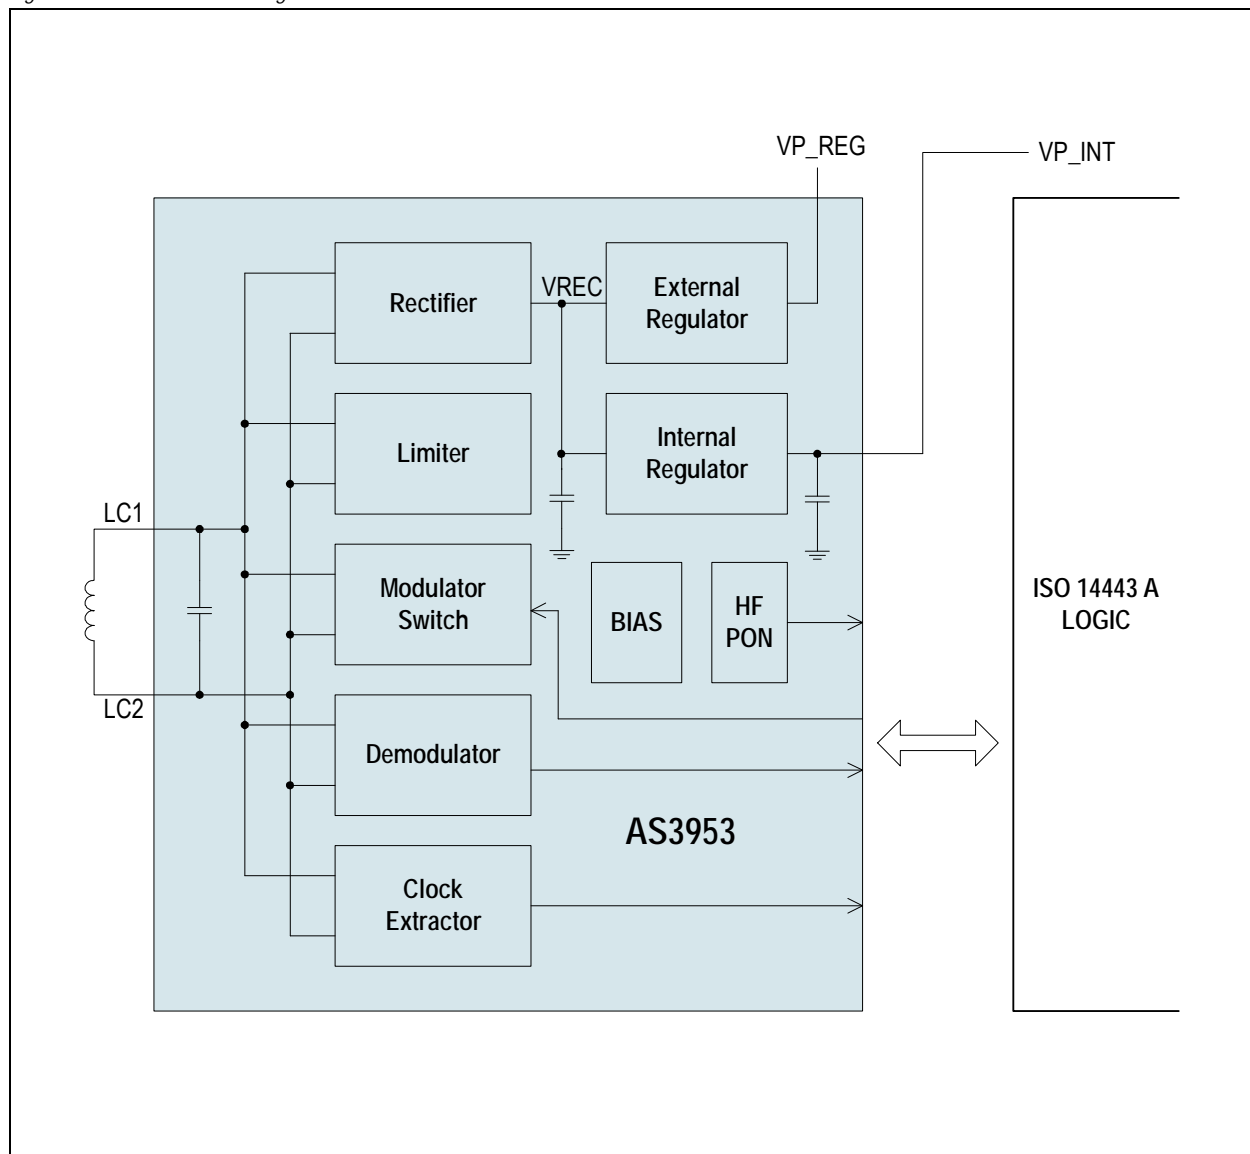 VP_REG
VP_INT
Rectifier
VREC
External
Regulator
Limiter
Internal
Regulator
LC1
Modulator
Switch
BIAS
HF
PON
ISO 14443 A
LOGIC
LC2
Demodulator
AS3953
Clock
Extractor